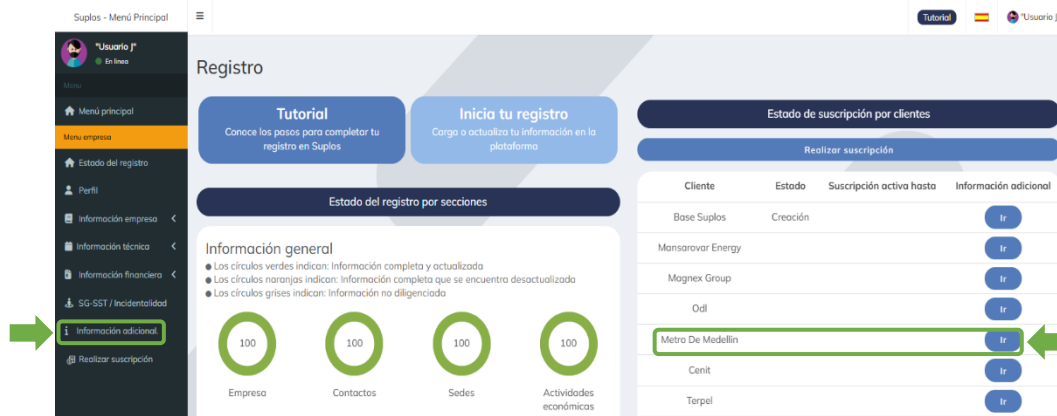 Suplos - Menú Principal
Tutorial
"Usuario J"
"Usuario J"
En línea
Menu
Menú principal
Menu empresa
Estado del registro
Perfil
Información empresa
Información técnica
Información financiera
SG-SST / Incidentalidad
Información adicional.
Realizar suscripción
Registro
Tutorial
Conoce los pasos para completar tu
registro en Suplos
Inicia tu registro
Carga o actualiza tu información en la
plataforma
Estado del registro por secciones
Información general
Los círculos verdes indican: Información completa y actualizada
Los círculos naranjas indican: Información completa que se encuentra desactualizada
Los círculos grises indican: Información no diligenciada
100 100 100 100
Empresa Contactos Sedes Actividades
económicas
Estado de suscripción por clientes
Realizar suscripción
Cliente Estado Suscripción activa hasta Información adicional
Base Suplos Creación Ir
Mansarovar Energy Ir
Magnex Group Ir
Odl Ir
Metro De Medellin Ir
Cenit Ir
Terpel Ir